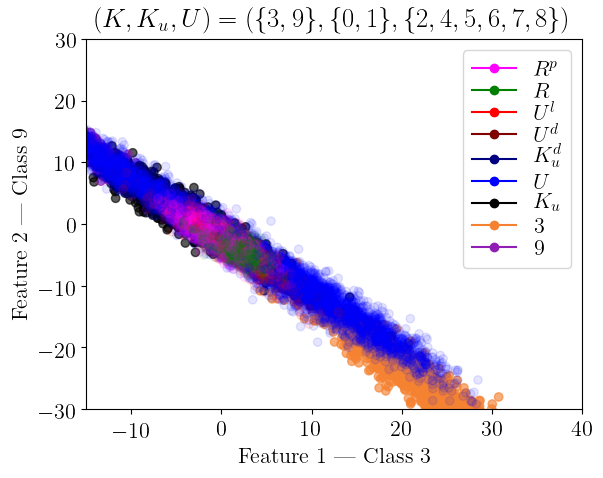 (K, K_u, U) = ({3, 9}, {0, 1}, {2, 4, 5, 6, 7, 8})
30
20
10
0
−10
−20
−30
Feature 2 — Class 9
−10
0
10
20
30
40
Feature 1 — Class 3
R^p
R
U^l
U^d
K_u^d
U
K_u
3
9